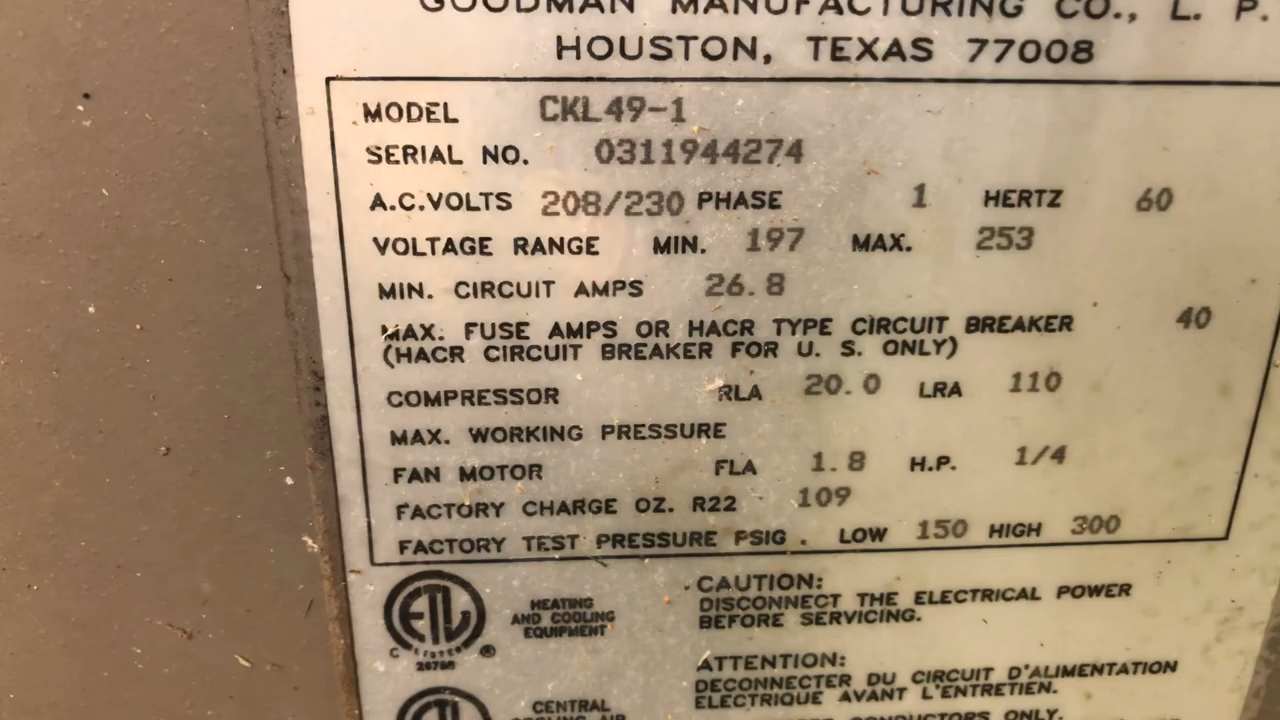 GOODMAN MANUFACTURING CO., L. P.
HOUSTON, TEXAS 77008
MODEL CKL49-1
SERIAL NO. 0311944274
A.C.VOLTS 208/230 PHASE 1 HERTZ 60
VOLTAGE RANGE MIN. 197 MAX. 253
MIN. CIRCUIT AMPS 26.8
MAX. FUSE AMPS OR HACR TYPE CIRCUIT BREAKER 40
(HACR CIRCUIT BREAKER FOR U. S. ONLY)
COMPRESSOR RLA 20.0 LRA 110
MAX. WORKING PRESSURE
FAN MOTOR FLA 1.8 H.P. 1/4
FACTORY CHARGE OZ. R22 109
FACTORY TEST PRESSURE PSIG. LOW 150 HIGH 300
ETL
C LISTED ®
HEATING
AND COOLING
EQUIPMENT
CAUTION:
DISCONNECT THE ELECTRICAL POWER
BEFORE SERVICING.
ATTENTION:
DECONNECTER DU CIRCUIT D'ALIMENTATION
ELECTRIQUE AVANT L'ENTRETIEN.
CENTRAL
COOLING AIR
CONDUCTORS ONLY.